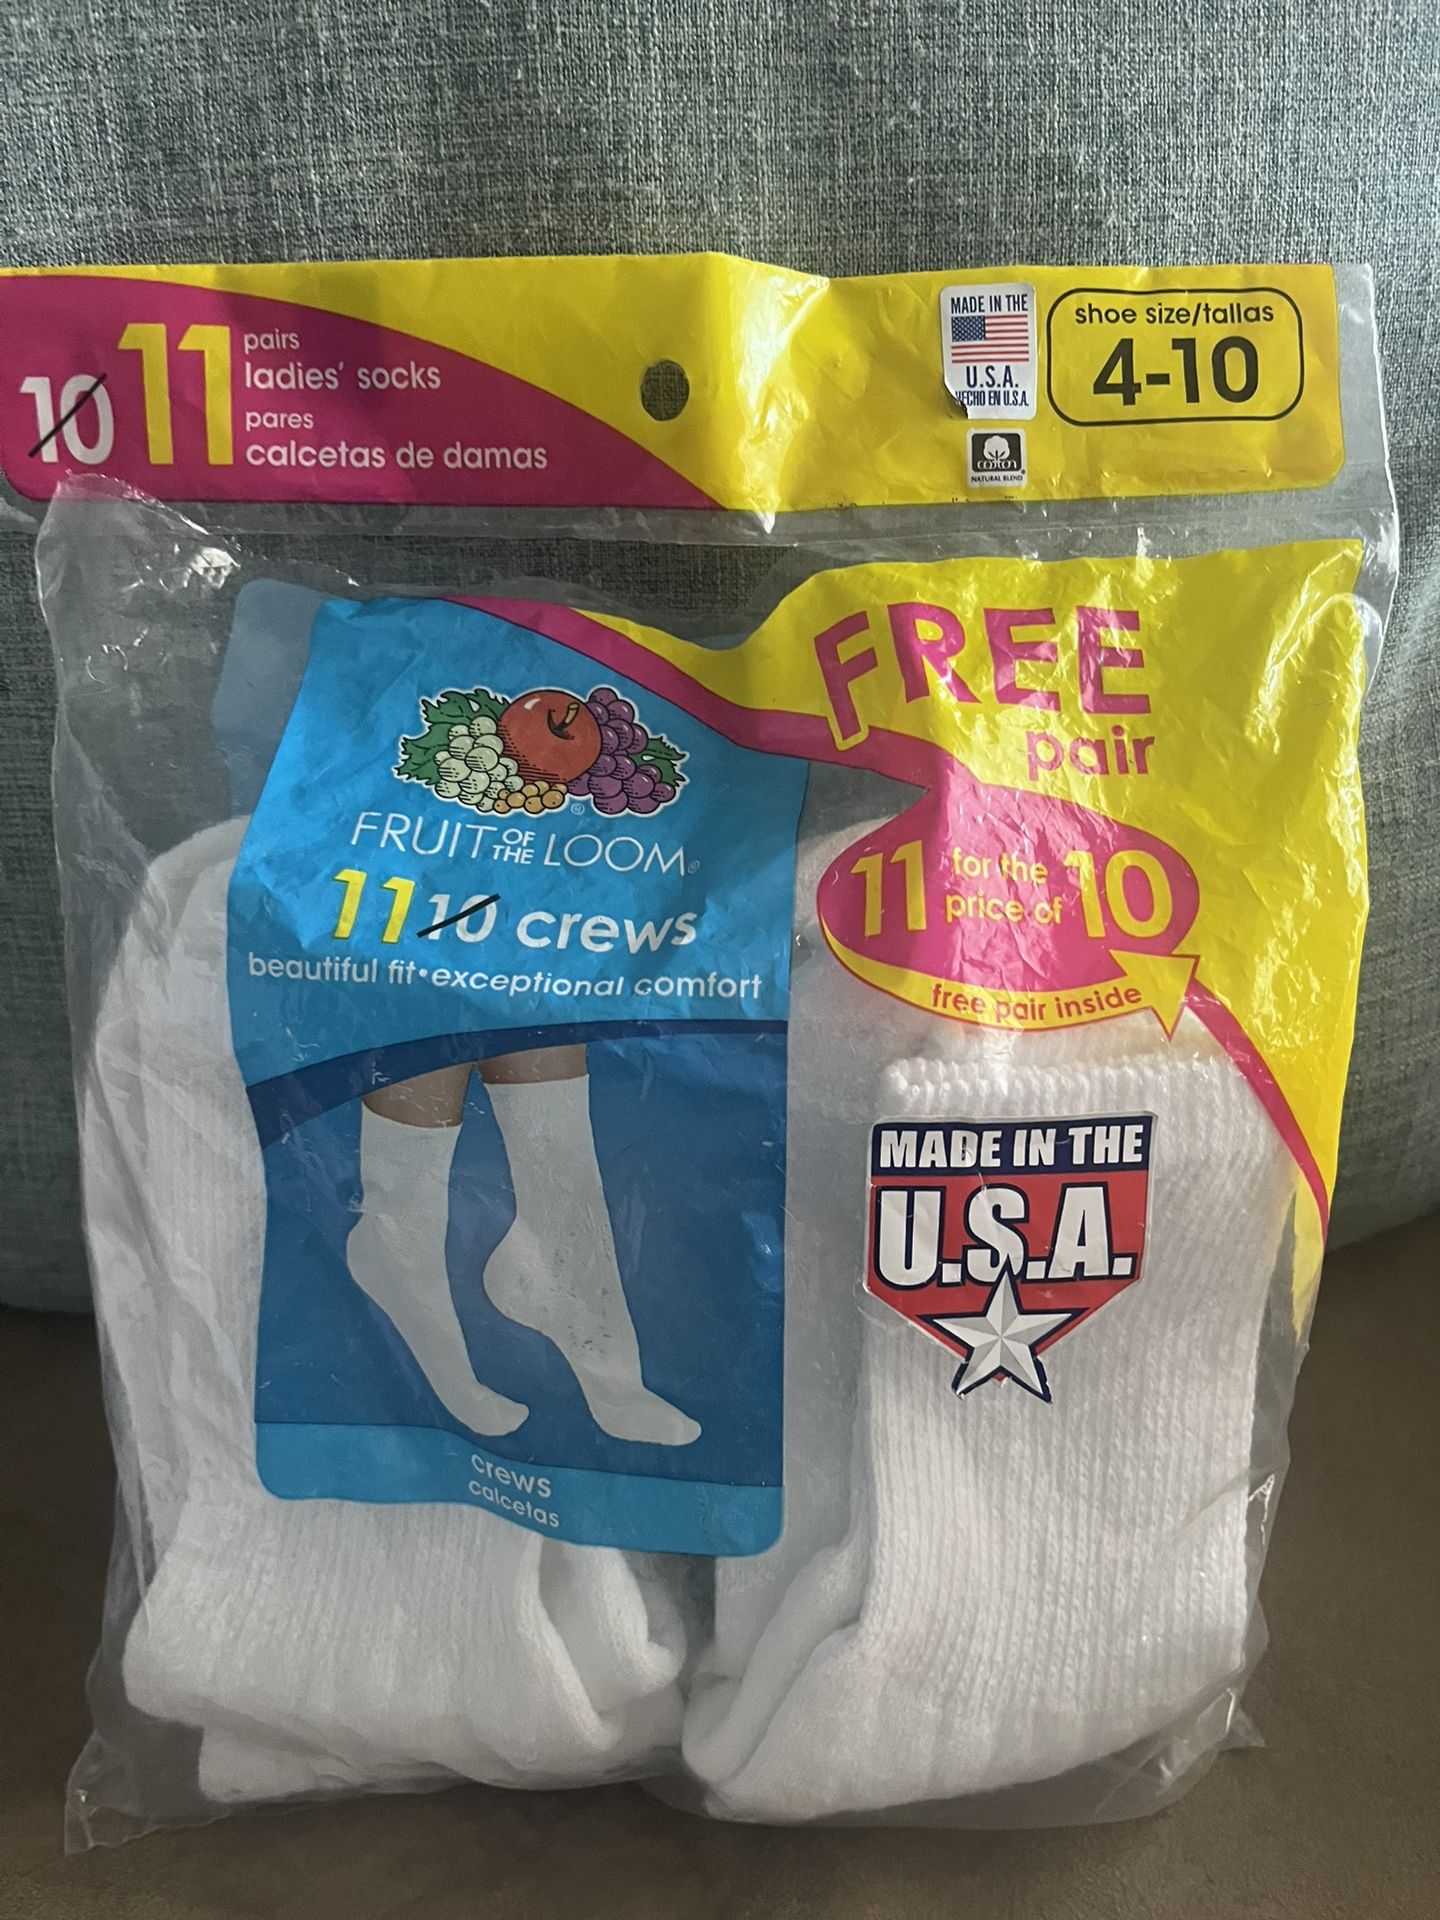 10 11 pairs
ladies' socks
pares
calcetas de damas
MADE IN THE
U.S.A.
HECHO EN U.S.A.
shoe size/tallas
4-10
cotton
NATURAL BLEND
FREE
pair
11 for the price of 10
free pair inside
FRUIT OF THE LOOM®
11 10 crews
beautiful fit•exceptional comfort
MADE IN THE
U.S.A.
crews
calcetas